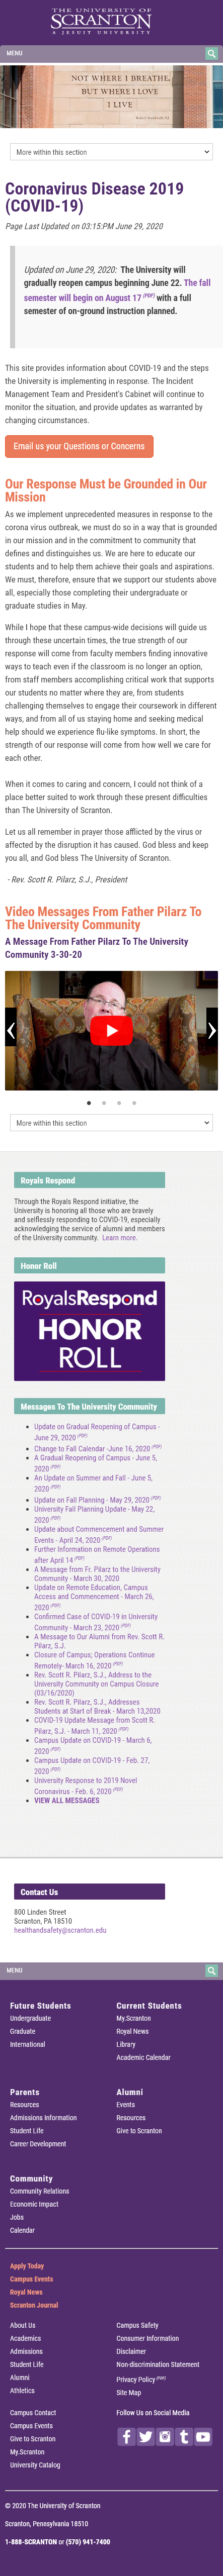 THE UNIVERSITY OF
SCRANTON
A JESUIT UNIVERSITY
MENU
NOT WHERE I BREATHE,
BUT WHERE I LOVE
I LIVE
More within this section
Coronavirus Disease 2019
(COVID-19)
Page Last Updated on 03:15:PM June 29, 2020
Updated on June 29, 2020: The University will
gradually reopen campus beginning June 22. The fall
semester will begin on August 17 (PDF) with a full
semester of on-ground instruction planned.
This site provides information about COVID-19 and the steps
the University is implementing in response. The Incident
Management Team and President's Cabinet will continue to
monitor the situation, and provide updates as warranted by
changing circumstances.
Email us your Questions or Concerns
Our Response Must be Grounded in Our
Mission
As we make important, unprecedented decisions in response to the
corona virus outbreak, we do so in a way that is grounded in
our mission and in the commitment that distinguishes us. We are
defined by how we are here to educate our students and
to help them realize their potential, goals and aspirations.
We must, therefore, ensure that we support our students above
all, especially our undergraduate or
graduate studies in May.
While I hope that these campus-wide decisions will guide us
through these uncertain times, the true strength of our
response will come from faculty members finding innovative
ways to teach if the classroom is not available to them, from
staff members accomplishing critical work that supports our
students, and from each of us, including students,
challenging themselves to engage their coursework in different
ways, and from all of us staying home and seeking medical
help should we experience flu-like symptoms. In short, the
strength of our response will come from how well we care for
each other.
When it comes to caring and concern, I could not think of a
place better suited to work through these present difficulties
than The University of Scranton.
Let us all remember in prayer those afflicted by the virus or
affected by the disruption it has caused. God bless and keep
you all, and God bless The University of Scranton.
- Rev. Scott R. Pilarz, S.J., President
Video Messages From Father Pilarz To
The University Community
A Message From Father Pilarz To The University
Community 3-30-20
More within this section
Royals Respond
Through the Royals Respond initiative, the
University is honoring all those who are bravely
and selflessly responding to COVID-19, especially
acknowledging the service of alumni and members
of the University community. Learn more.
Honor Roll
RoyalsRespond
HONOR
ROLL
Messages To The University Community
Update on Gradual Reopening of Campus -
June 29, 2020 (PDF)
Change to Fall Calendar -June 16, 2020 (PDF)
A Gradual Reopening of Campus - June 5,
2020 (PDF)
An Update on Summer and Fall - June 5,
2020 (PDF)
Update on Fall Planning - May 29, 2020 (PDF)
University Fall Planning Update - May 22,
2020 (PDF)
Update about Commencement and Summer
Events - April 24, 2020 (PDF)
Further Information on Remote Operations
after April 14 (PDF)
A Message from Fr. Pilarz to the University
Community - March 30, 2020
Update on Remote Education, Campus
Access and Commencement - March 26,
2020 (PDF)
Confirmed Case of COVID-19 in University
Community - March 23, 2020 (PDF)
A Message to Our Alumni from Rev. Scott R.
Pilarz, S.J.
Closure of Campus; Operations Continue
Remotely- March 16, 2020 (PDF)
Rev. Scott R. Pilarz, S.J., Address to the
University Community on Campus Closure
(03/16/2020)
Rev. Scott R. Pilarz, S.J., Addresses
Students at Start of Break - March 13,2020
COVID-19 Update Message from Scott R.
Pilarz, S.J. - March 11, 2020 (PDF)
Campus Update on COVID-19 - March 6,
2020 (PDF)
Campus Update on COVID-19 - Feb. 27,
2020 (PDF)
University Response to 2019 Novel
Coronavirus - Feb. 6, 2020 (PDF)
VIEW ALL MESSAGES
Contact Us
800 Linden Street
Scranton, PA 18510
healthandsafety@scranton.edu
MENU
Future Students
Undergraduate
Graduate
International
Current Students
My.Scranton
Royal News
Library
Academic Calendar
Parents
Resources
Admissions Information
Student Life
Career Development
Alumni
Events
Resources
Give to Scranton
Community
Community Relations
Economic Impact
Jobs
Calendar
Apply Today
Campus Events
Royal News
Scranton Journal
About Us
Academics
Admissions
Student Life
Alumni
Athletics
Campus Contact
Campus Events
Give to Scranton
My.Scranton
University Catalog
Campus Safety
Consumer Information
Disclaimer
Non-discrimination Statement
Privacy Policy (PDF)
Site Map
Follow Us on Social Media
© 2020 The University of Scranton
Scranton, Pennsylvania 18510
1-888-SCRANTON or (570) 941-7400